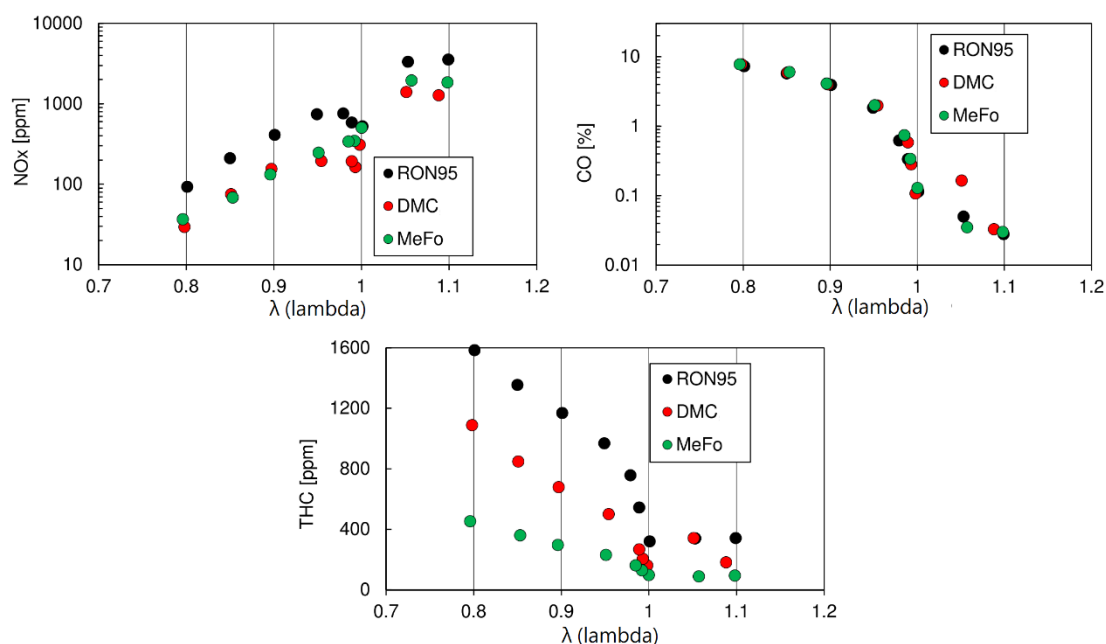 10000
1000
100
10
NOx [ppm]
RON95
DMC
MeFo
0.7 0.8 0.9 1 1.1 1.2
λ (lambda)
10
1
0.1
0.01
CO [%]
RON95
DMC
MeFo
0.7 0.8 0.9 1 1.1 1.2
λ (lambda)
1600
1200
800
400
0
THC [ppm]
RON95
DMC
MeFo
0.7 0.8 0.9 1 1.1 1.2
λ (lambda)